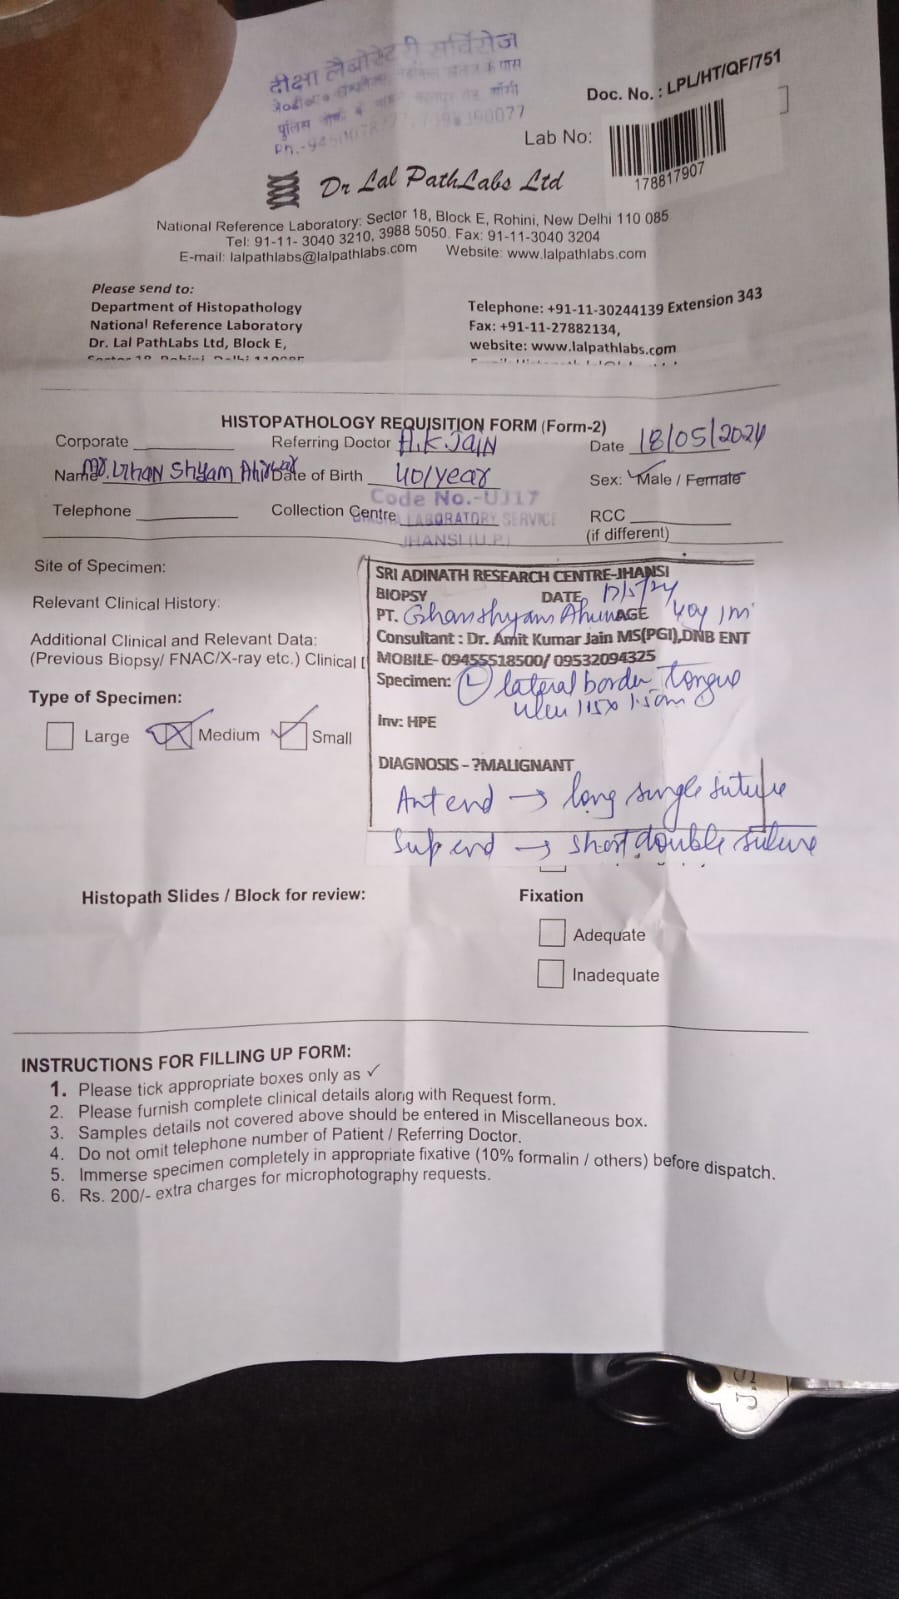 दीक्षा लैबोरेट्री सर्विसेज
के पास
पुलिस
Ph.-
Doc. No. : LPL/HT/QF/751
Lab No:
178817907
Dr Lal PathLabs Ltd
National Reference Laboratory: Sector 18, Block E, Rohini, New Delhi 110 085
Tel: 91-11- 3040 3210, 3988 5050. Fax: 91-11-3040 3204
E-mail: lalpathlabs@lalpathlabs.com Website: www.lalpathlabs.com
Please send to:
Department of Histopathology
National Reference Laboratory
Dr. Lal PathLabs Ltd, Block E,
Telephone: +91-11-30244139 Extension 343
Fax: +91-11-27882134,
website: www.lalpathlabs.com
HISTOPATHOLOGY REQUISITION FORM (Form-2)
Corporate Referring Doctor A.K.JAIN Date 18/05/2024
Name Mr. Shyam Date of Birth 40/year Sex: Male / Female
Code No.-UJ17
Telephone Collection Centre LABORATORY SERVICE RCC
JHANSI (U.P.) (if different)
Site of Specimen:
Relevant Clinical History:
Additional Clinical and Relevant Data:
(Previous Biopsy/ FNAC/X-ray etc.) Clinical
Type of Specimen:
Large Medium Small
SRI ADINATH RESEARCH CENTRE-JHANSI
BIOPSY DATE 17/5/24
PT. Ghanshyam AGE 40y / M
Consultant : Dr. Amit Kumar Jain MS(PGI),DNB ENT
MOBILE- 09455518500/ 09532094325
Specimen: (L) lateral border tongue
ulcer 1.5 x 1.5cm
Inv: HPE
DIAGNOSIS - ?MALIGNANT
Ant end → long single suture
Sup end → short double suture
Histopath Slides / Block for review:
Fixation
Adequate
Inadequate
INSTRUCTIONS FOR FILLING UP FORM:
1. Please tick appropriate boxes only as ✓
2. Please furnish complete clinical details along with Request form.
3. Samples details not covered above should be entered in Miscellaneous box.
4. Do not omit telephone number of Patient / Referring Doctor.
5. Immerse specimen completely in appropriate fixative (10% formalin / others) before dispatch.
6. Rs. 200/- extra charges for microphotography requests.